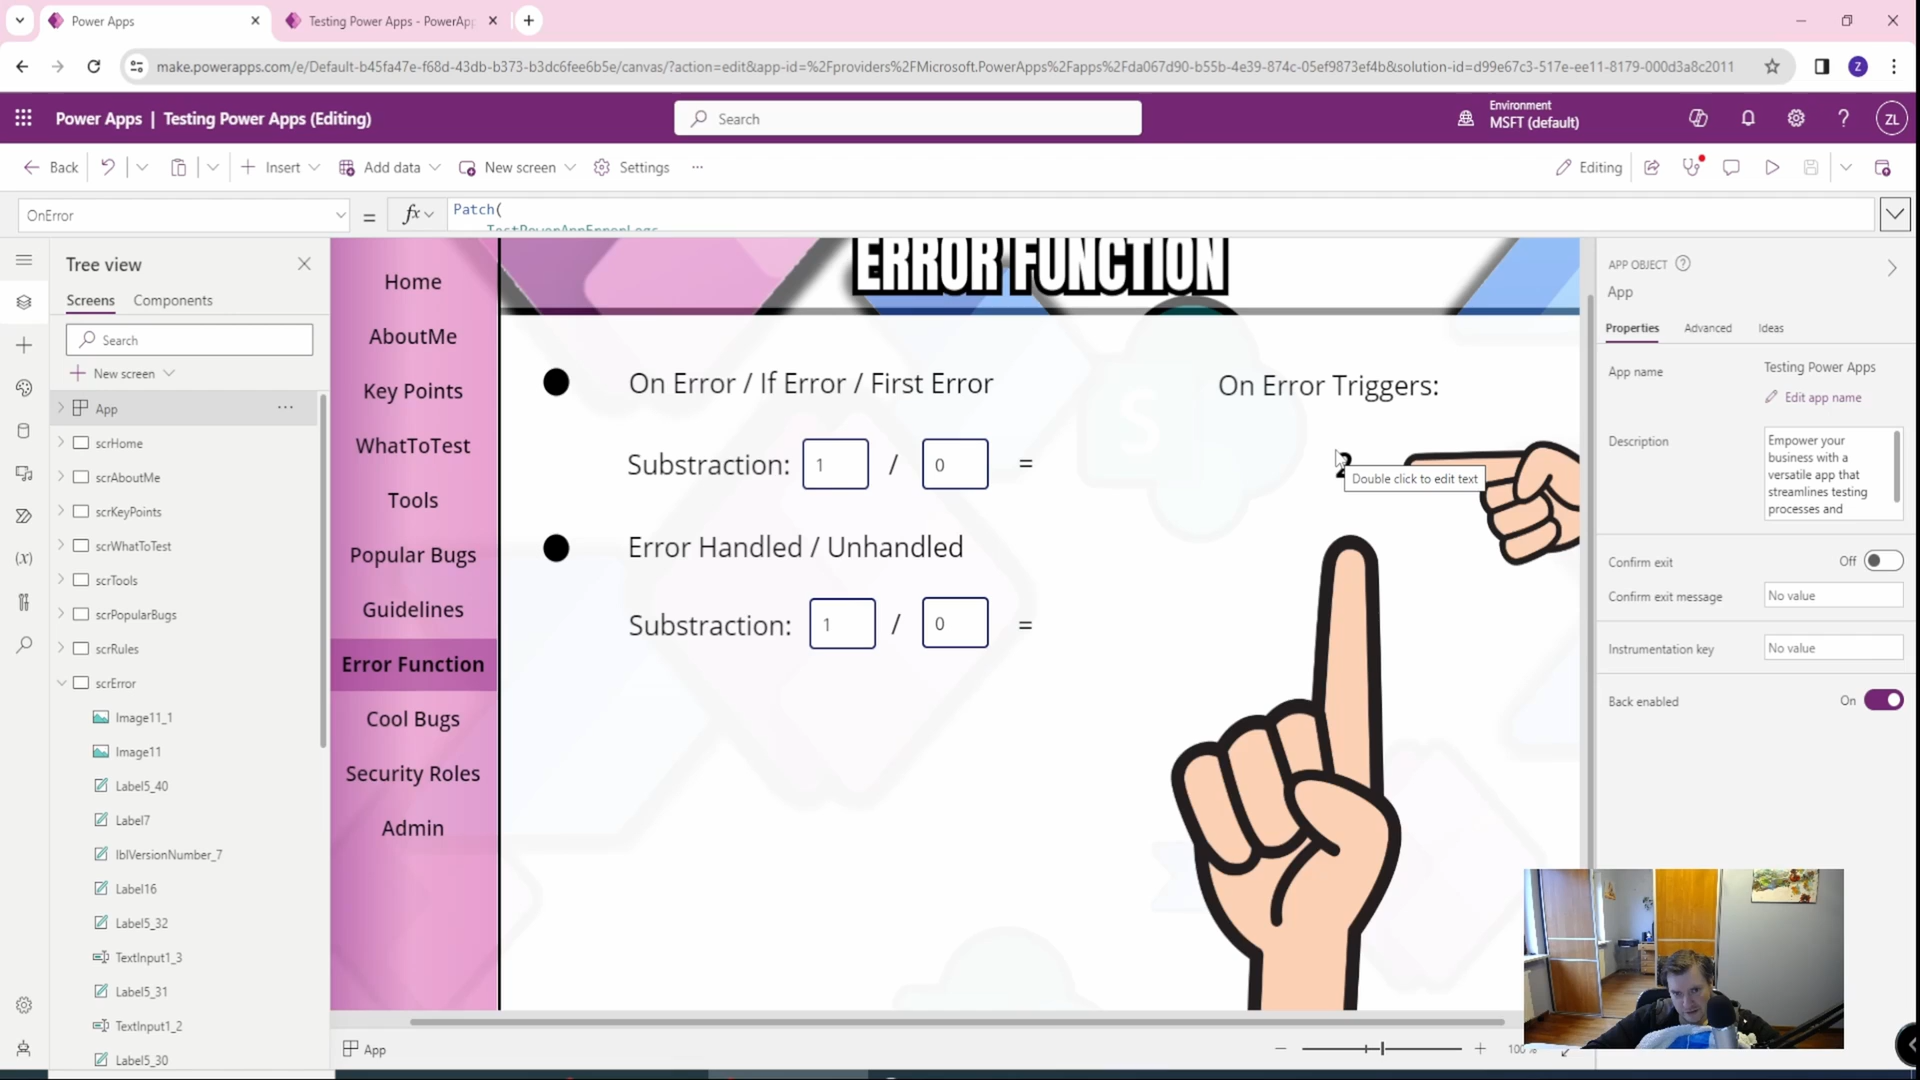 Power Apps
Testing Power Apps - PowerApp
make.powerapps.com/e/Default-b45fa47e-f68d-43db-b373-b3dc6fee6b5e/canvas/?action=edit&app-id=%2Fproviders%2FMicrosoft.PowerApps%2Fapps%2Fda067d90-b55b-4e39-874c-05ef9873ef4b&solution-id=d99e67c3-517e-ee11-8179-000d3a8c2011
Z
Power Apps | Testing Power Apps (Editing)
Search
Environment
MSFT (default)
ZL
Back
Insert
Add data
New screen
Settings
Editing
OnError
=
fx
Patch(
TestPowerAppErrorLogs
Tree view
Screens
Components
Search
New screen
App
scrHome
scrAboutMe
scrKeyPoints
scrWhatToTest
scrTools
scrPopularBugs
scrRules
scrError
Image11_1
Image11
Label5_40
Label7
lblVersionNumber_7
Label16
Label5_32
TextInput1_3
Label5_31
TextInput1_2
Label5_30
Home
AboutMe
Key Points
WhatToTest
Tools
Popular Bugs
Guidelines
Error Function
Cool Bugs
Security Roles
Admin
ERROR FUNCTION
On Error / If Error / First Error
Substraction: 1 / 0 =
Error Handled / Unhandled
Substraction: 1 / 0 =
On Error Triggers:
2
Double click to edit text
S
App
100 %
APP OBJECT
App
Properties
Advanced
Ideas
App name
Testing Power Apps
Edit app name
Description
Empower your
business with a
versatile app that
streamlines testing
processes and
Confirm exit
Off
Confirm exit message
No value
Instrumentation key
No value
Back enabled
On